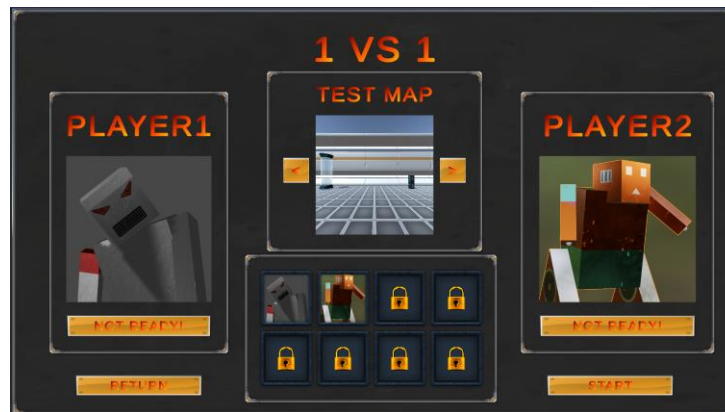 1 VS 1
TEST MAP
PLAYER1
PLAYER2
<
>
NOT READY!
NOT READY!
RETURN
START